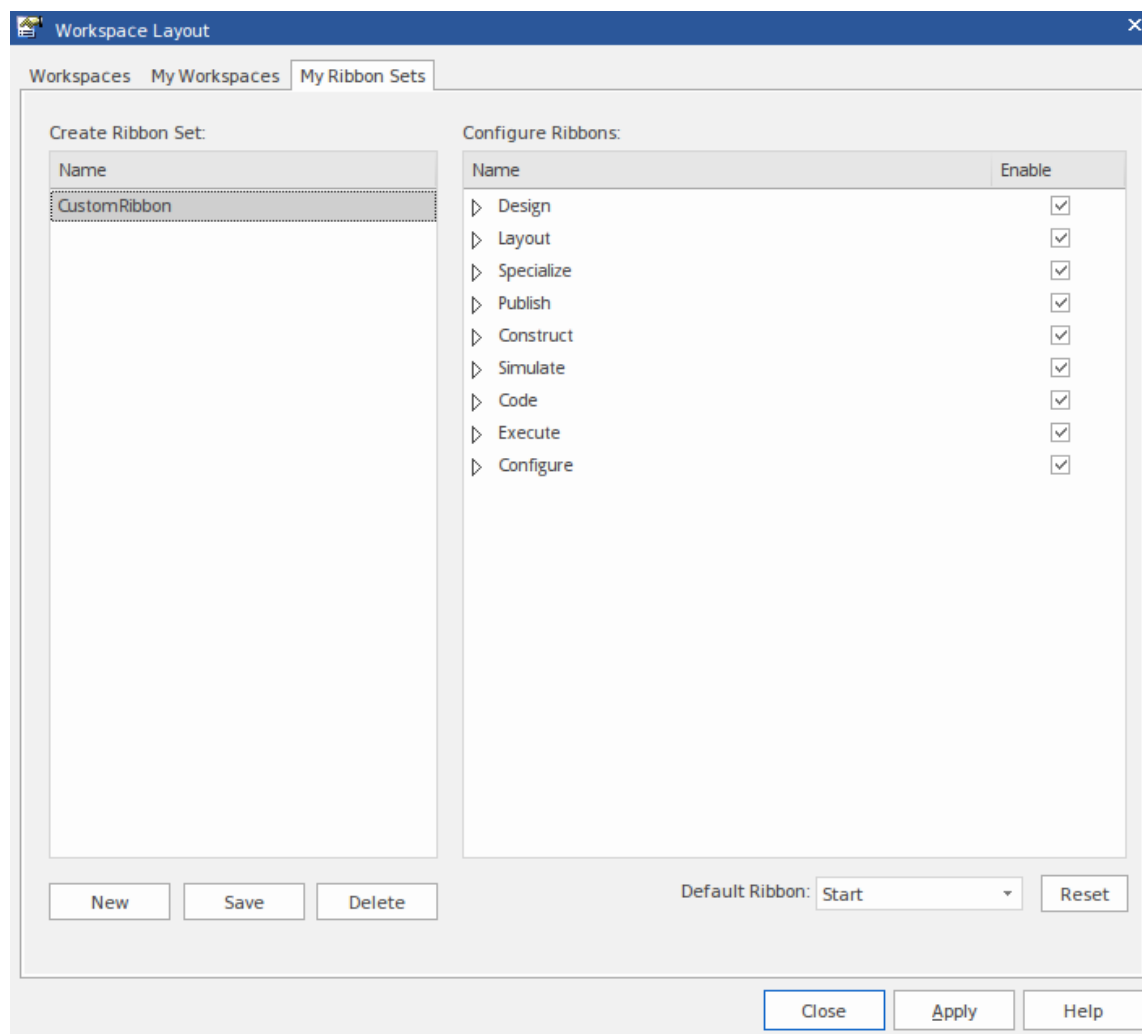 Workspace Layout
Workspaces My Workspaces My Ribbon Sets
Create Ribbon Set: Configure Ribbons:
Name Name Enable
CustomRibbon Design
Layout
Specialize
Publish
Construct
Simulate
Code
Execute
Configure
New Save Delete Default Ribbon: Start Reset
Close Apply Help